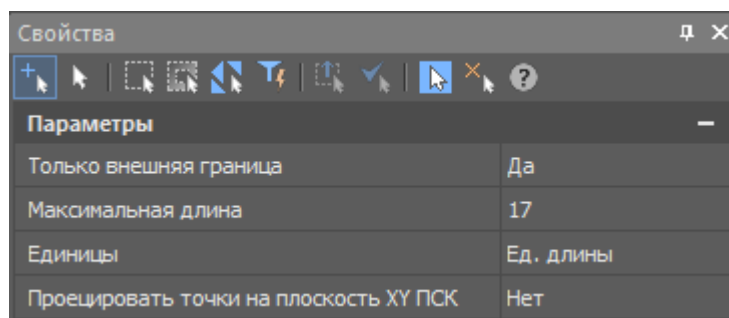 Свойства
Параметры
Только внешняя граница Да
Максимальная длина 17
Единицы Ед. длины
Проецировать точки на плоскость XY ПСК Нет